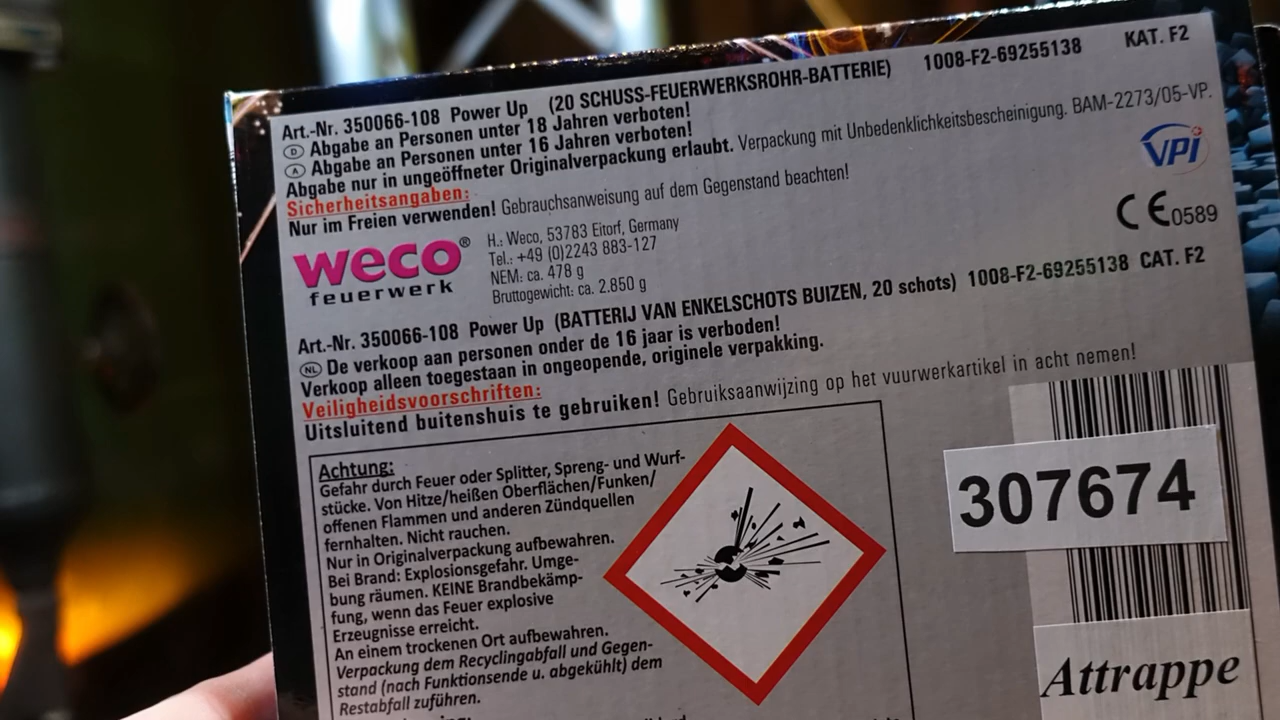 Art.-Nr. 350066-108 Power Up (20 SCHUSS-FEUERWERKSROHR-BATTERIE) 1008-F2-69255138 KAT. F2
D Abgabe an Personen unter 18 Jahren verboten!
A Abgabe an Personen unter 16 Jahren verboten!
Abgabe nur in ungeöffneter Originalverpackung erlaubt. Verpackung mit Unbedenklichkeitsbescheinigung. BAM-2273/05-VP.
Sicherheitsangaben:
Nur im Freien verwenden! Gebrauchsanweisung auf dem Gegenstand beachten!
VPi
CE0589
weco®
feuerwerk
H.: Weco, 53783 Eitorf, Germany
Tel.: +49 (0)2243 883-127
NEM: ca. 478 g
Bruttogewicht: ca. 2.850 g
Art.-Nr. 350066-108 Power Up (BATTERIJ VAN ENKELSCHOTS BUIZEN, 20 schots) 1008-F2-69255138 CAT. F2
NL De verkoop aan personen onder de 16 jaar is verboden!
Verkoop alleen toegestaan in ongeopende, originele verpakking.
Veiligheidsvoorschriften:
Uitsluitend buitenshuis te gebruiken! Gebruiksaanwijzing op het vuurwerkartikel in acht nemen!
Achtung:
Gefahr durch Feuer oder Splitter, Spreng- und Wurf-
stücke. Von Hitze/heißen Oberflächen/Funken/
offenen Flammen und anderen Zündquellen
fernhalten. Nicht rauchen.
Nur in Originalverpackung aufbewahren.
Bei Brand: Explosionsgefahr. Umge-
bung räumen. KEINE Brandbekämp-
fung, wenn das Feuer explosive
Erzeugnisse erreicht.
An einem trockenen Ort aufbewahren.
Verpackung dem Recyclingabfall und Gegen-
stand (nach Funktionsende u. abgekühlt) dem
Restabfall zuführen.
307674
Attrappe